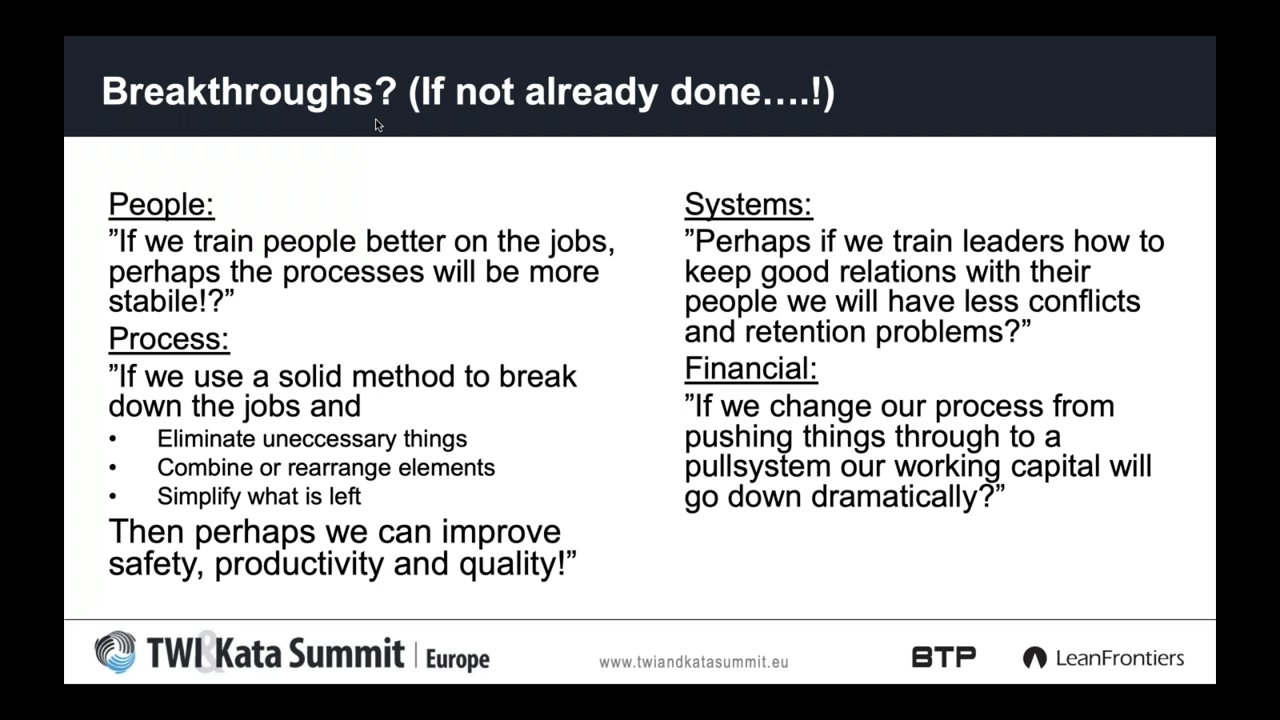 Breakthroughs? (If not already done....!)
People:
”If we train people better on the jobs,
perhaps the processes will be more
stabile!?”
Process:
”If we use a solid method to break
down the jobs and
• Eliminate uneccessary things
• Combine or rearrange elements
• Simplify what is left
Then perhaps we can improve
safety, productivity and quality!”
Systems:
”Perhaps if we train leaders how to
keep good relations with their
people we will have less conflicts
and retention problems?”
Financial:
”If we change our process from
pushing things through to a
pullsystem our working capital will
go down dramatically?”
TWI&Kata Summit | Europe
www.twiandkatasummit.eu
BTP
LeanFrontiers